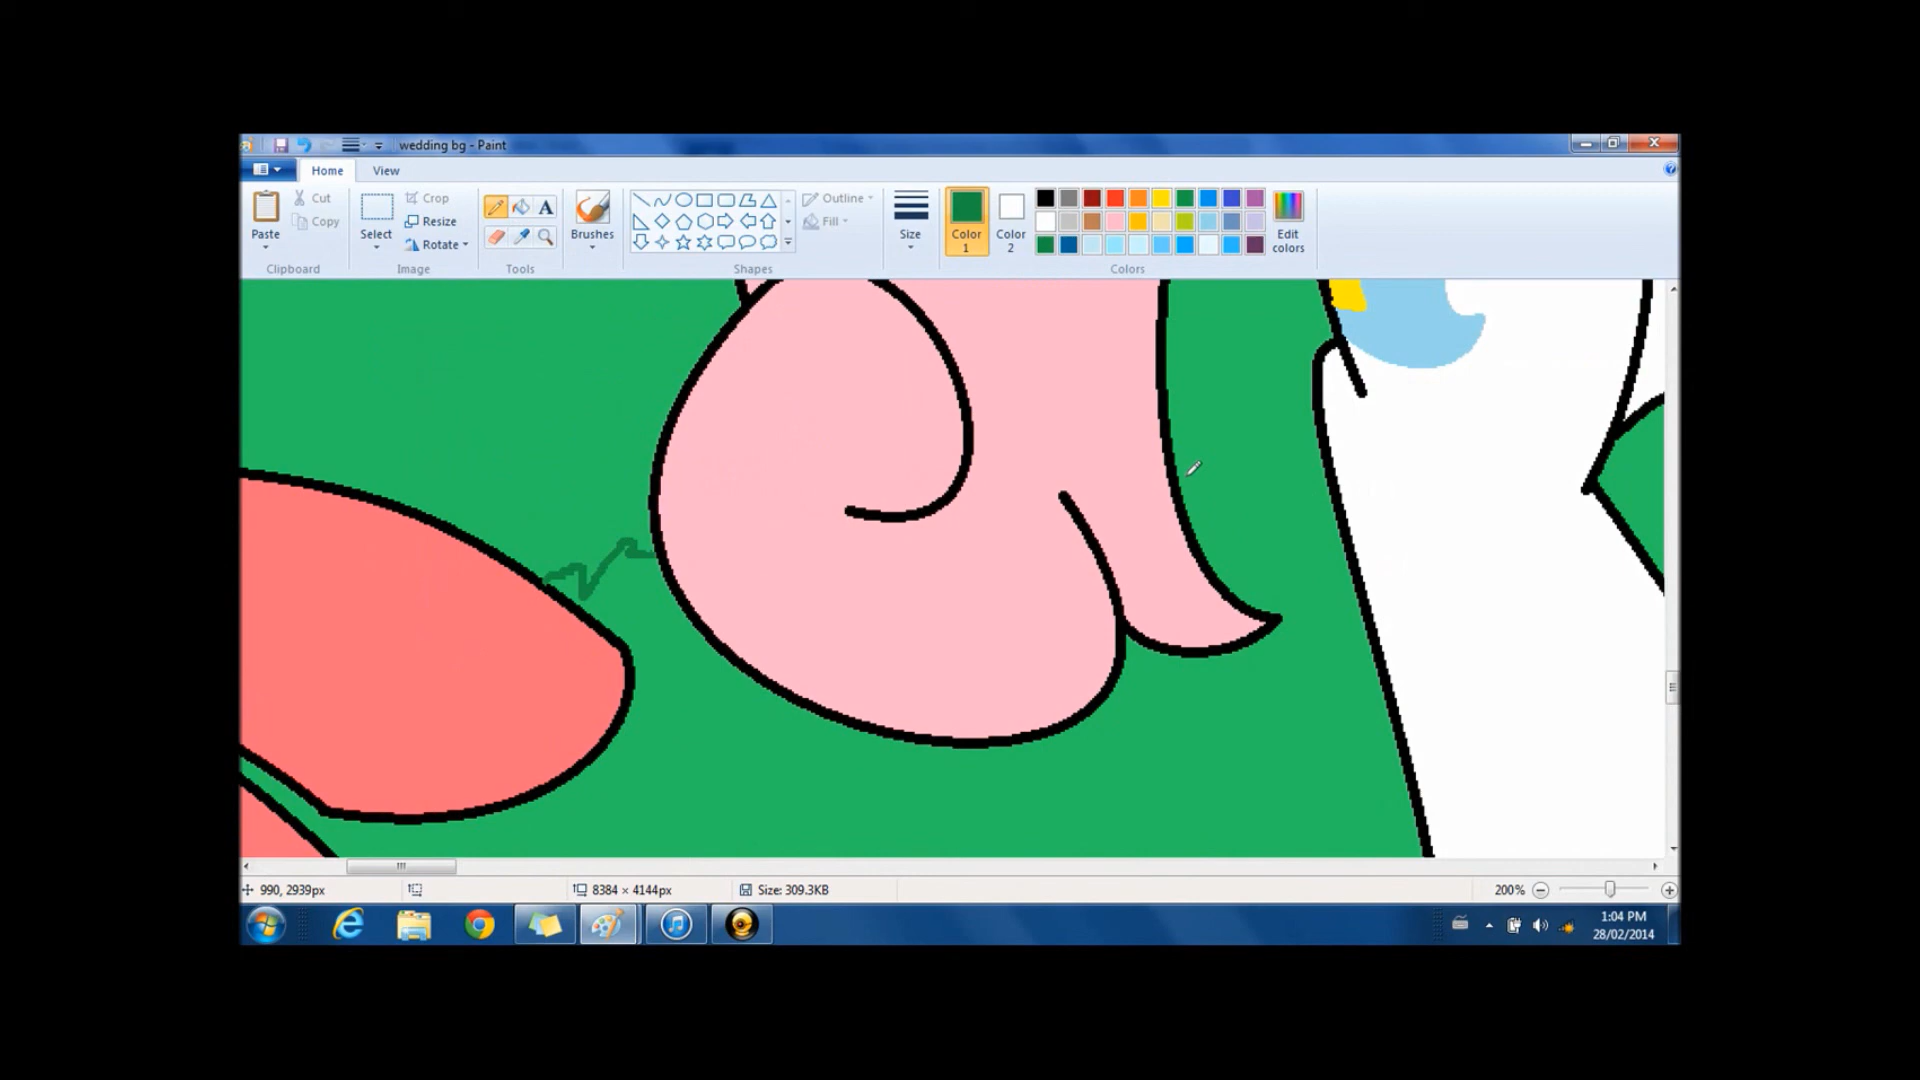 wedding bg - Paint
Home View
Paste Cut Copy Select Crop Resize Rotate A Brushes Outline Fill Size Color 1 Color 2 Edit colors
Clipboard Image Tools Shapes Colors
990, 2939px 8384 × 4144px Size: 309.3KB 200%
1:04 PM
28/02/2014